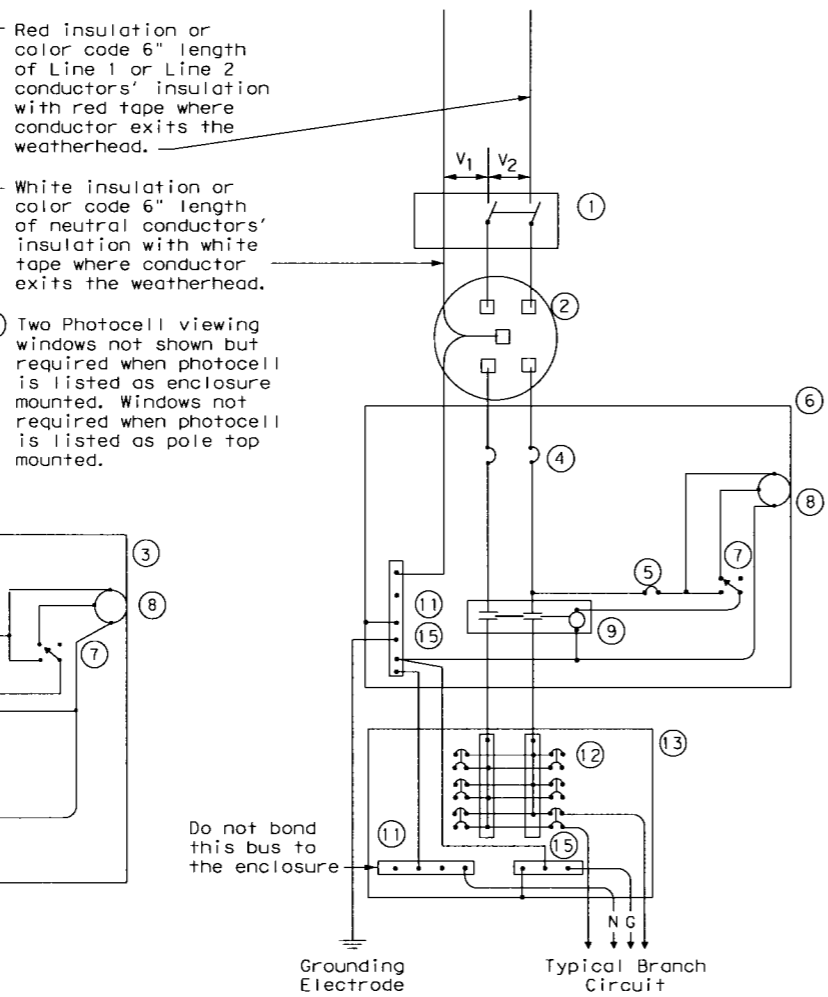 Red insulation or
color code 6" length
of Line 1 or Line 2
conductors' insulation
with red tape where
conductor exits the
weatherhead.
White insulation or
color code 6" length
of neutral conductors'
insulation with white
tape where conductor
exits the weatherhead.
Two Photocell viewing
windows not shown but
required when photocell
is listed as enclosure
mounted. Windows not
required when photocell
is listed as pole top
mounted.
V1 V2
1
2
6
4
8
5
7
11
15
9
3
8
7
13
12
11
15
Do not bond
this bus to
the enclosure
N G
Grounding
Electrode
Typical Branch
Circuit